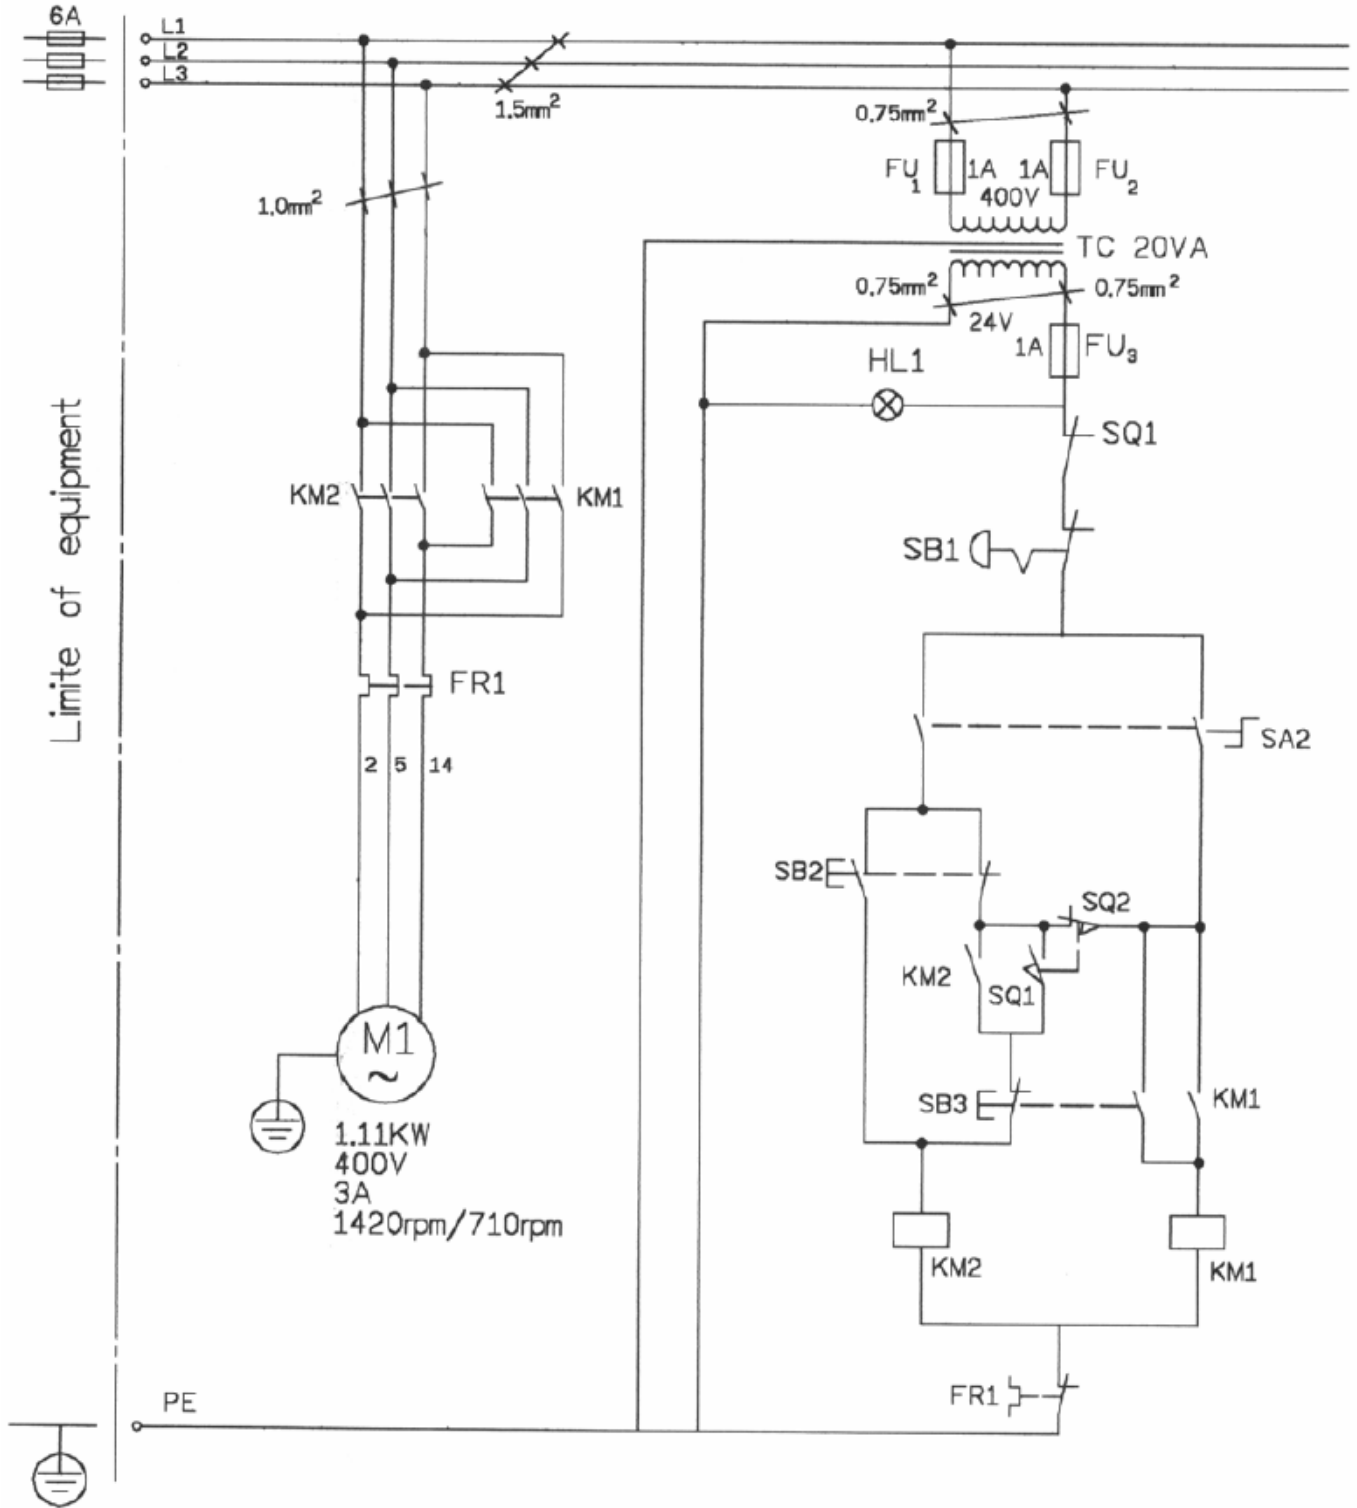 6A
L1
L2
L3
1.5mm²
0.75mm²
FU1
1A
1A
FU2
400V
1.0mm²
TC 20VA
0.75mm²
0.75mm²
24V
1A
FU3
HL1
SQ1
Limite of equipment
KM2
KM1
SB1
FR1
SA2
2
5
14
SB2
SQ2
KM2
SQ1
M1
~
SB3
KM1
1.11KW
400V
3A
1420rpm/710rpm
KM2
KM1
FR1
PE